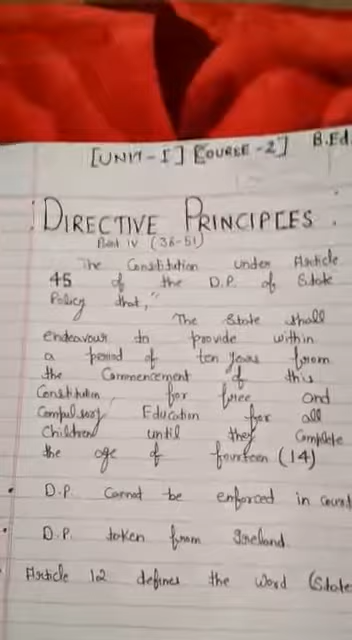 [UNIT-I] [COURSE-2] B.Ed
DIRECTIVE PRINCIPLES.
Part IV (36-51)
The Constitution under Article
45 of the D.P. of State
Policy that, "
The State shall
endeavour to provide within
a period of ten years from
the Commencement of this
Constitution, for free and
Compulsory Education for all
Children until they Complete
the age of fourteen (14)
• D.P. Cannot be enforced in court
• D.P. taken from Ireland.
Article 12 defines the word (State